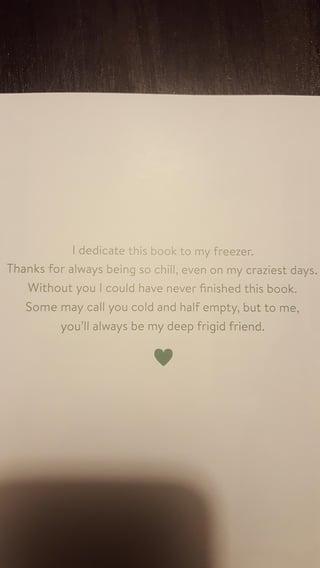 I dedicate this book to my freezer.
Thanks for always being so chill, even on my craziest days.
Without you I could have never finished this book.
Some may call you cold and half empty, but to me,
you'll always be my deep frigid friend.